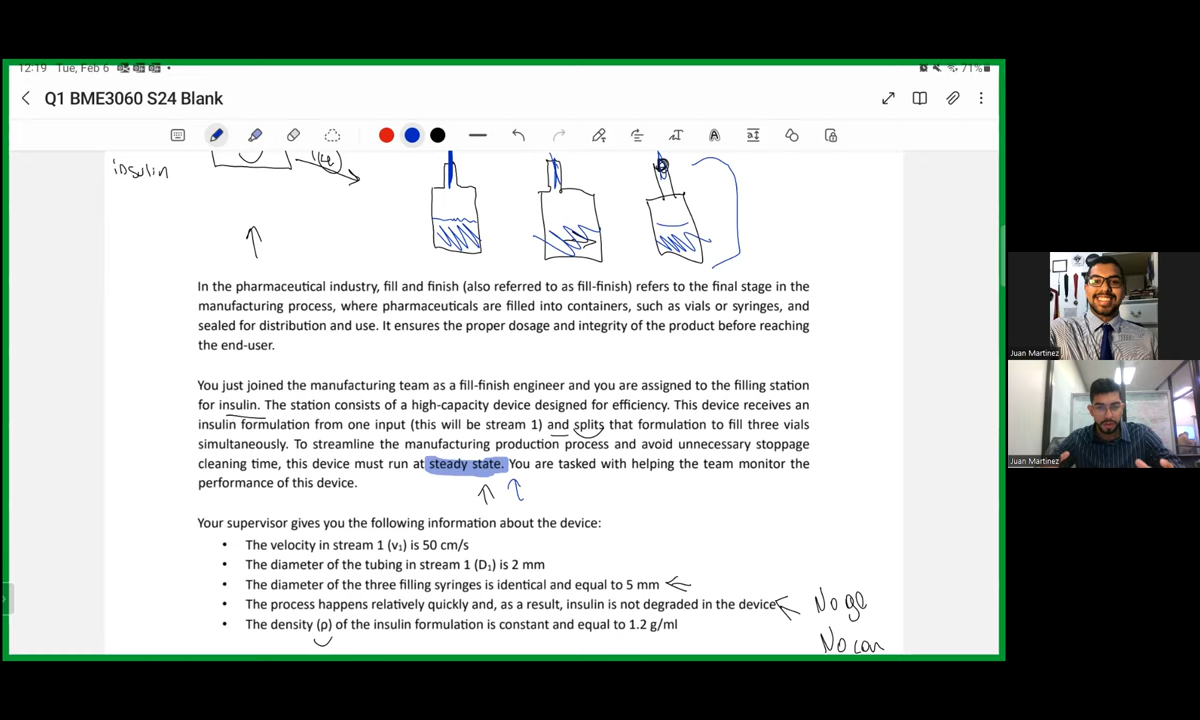 12:19 Tue, Feb 6
71%
Q1 BME3060 S24 Blank
insulin
In the pharmaceutical industry, fill and finish (also referred to as fill-finish) refers to the final stage in the
manufacturing process, where pharmaceuticals are filled into containers, such as vials or syringes, and
sealed for distribution and use. It ensures the proper dosage and integrity of the product before reaching
the end-user.
You just joined the manufacturing team as a fill-finish engineer and you are assigned to the filling station
for insulin. The station consists of a high-capacity device designed for efficiency. This device receives an
insulin formulation from one input (this will be stream 1) and splits that formulation to fill three vials
simultaneously. To streamline the manufacturing production process and avoid unnecessary stoppage
cleaning time, this device must run at steady state. You are tasked with helping the team monitor the
performance of this device.
Your supervisor gives you the following information about the device:
• The velocity in stream 1 (v₁) is 50 cm/s
• The diameter of the tubing in stream 1 (D₁) is 2 mm
• The diameter of the three filling syringes is identical and equal to 5 mm
• The process happens relatively quickly and, as a result, insulin is not degraded in the device
• The density (ρ) of the insulin formulation is constant and equal to 1.2 g/ml
No ge
No con
Juan Martinez
Juan Martinez